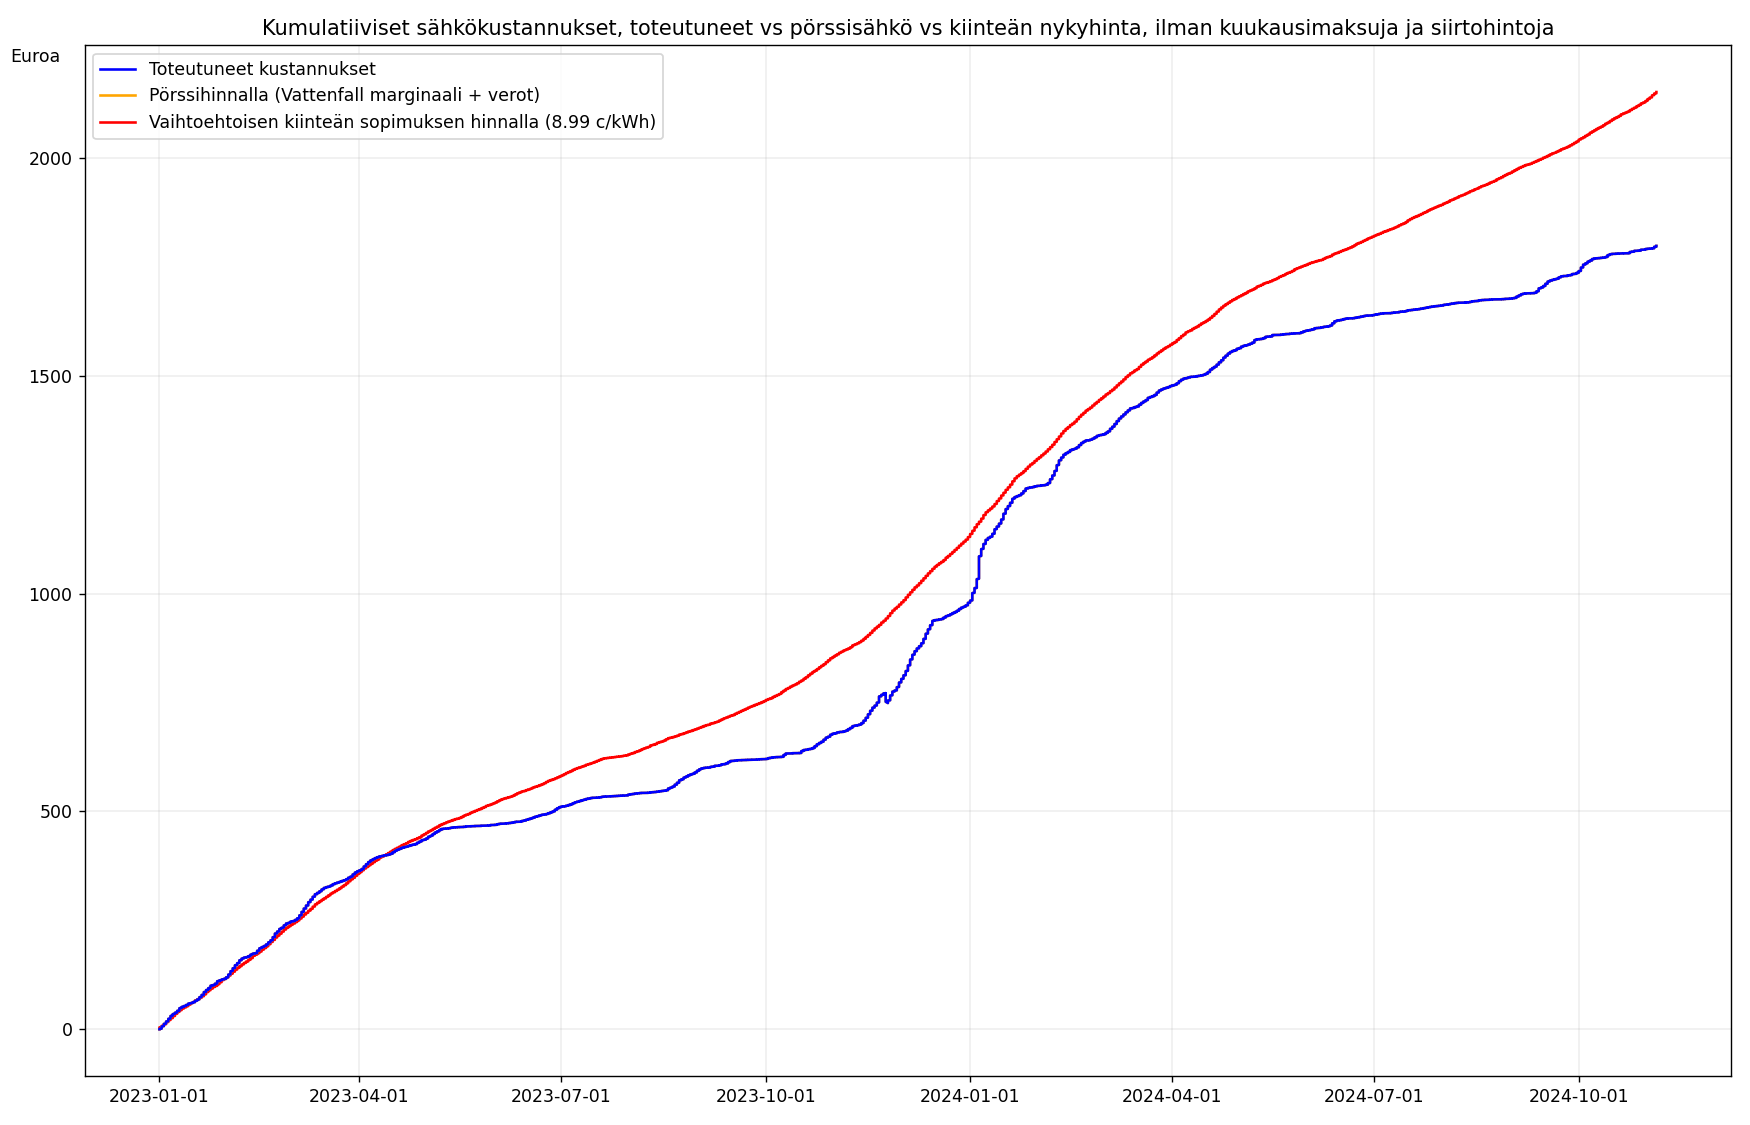 Kumulatiiviset sähkökustannukset, toteutuneet vs pörssisähkö vs kiinteän nykyhinta, ilman kuukausimaksuja ja siirtohintoja
Euroa
Toteutuneet kustannukset
Pörssihinnalla (Vattenfall marginaali + verot)
Vaihtoehtoisen kiinteän sopimuksen hinnalla (8.99 c/kWh)
2000
1500
1000
500
0
2023-01-01 2023-04-01 2023-07-01 2023-10-01 2024-01-01 2024-04-01 2024-07-01 2024-10-01